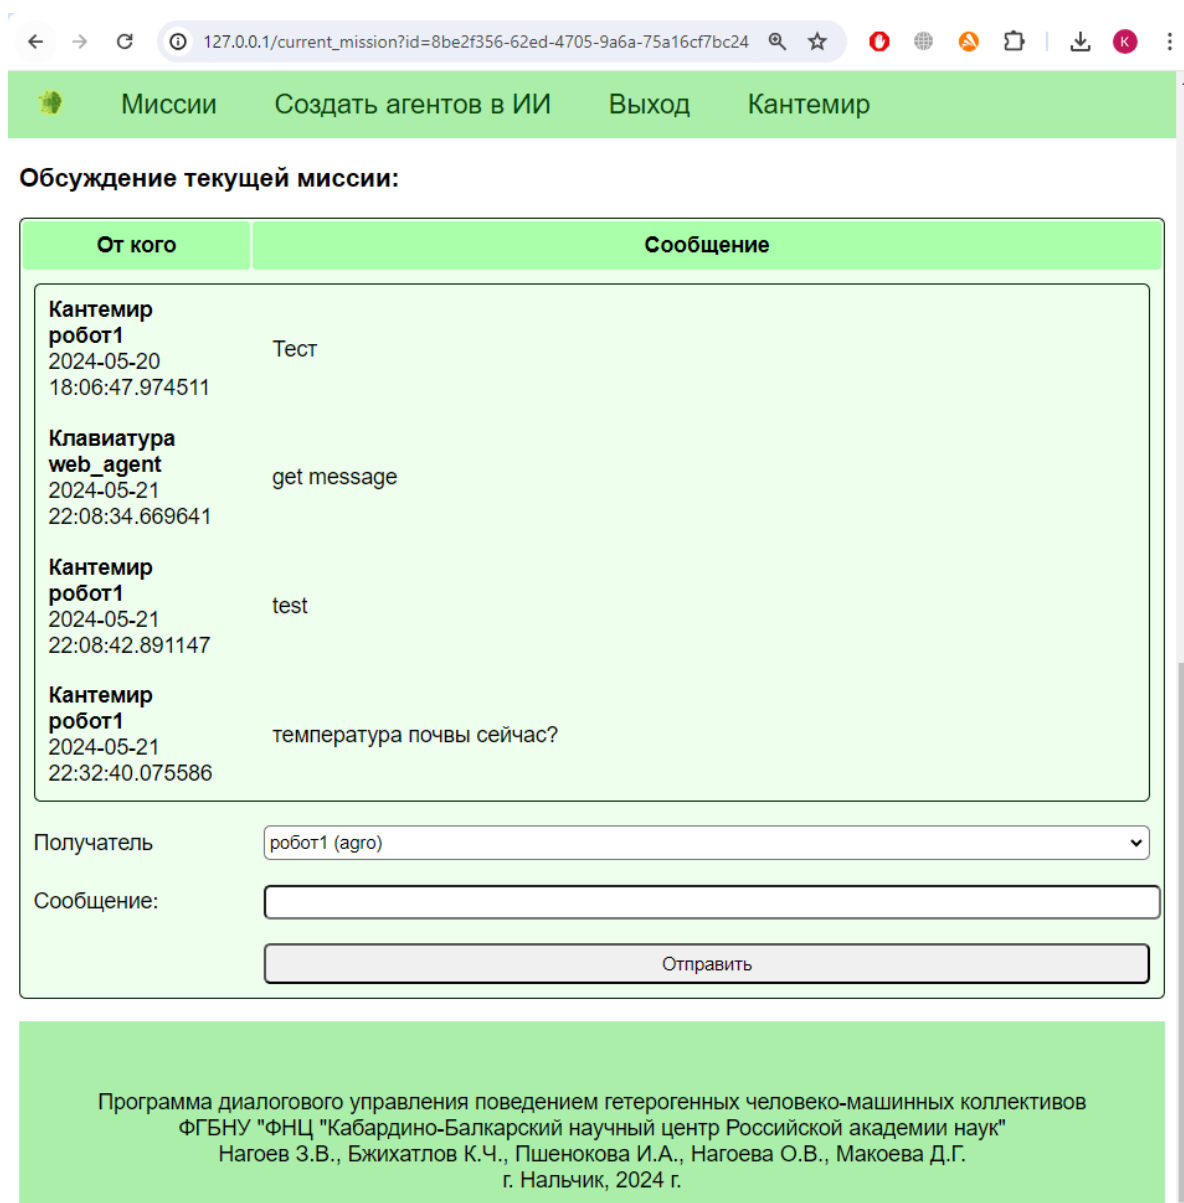 127.0.0.1/current_mission?id=8be2f356-62ed-4705-9a6a-75a16cf7bc24
K
Миссии Создать агентов в ИИ Выход Кантемир
Обсуждение текущей миссии:
От кого Сообщение
Кантемир
робот1
2024-05-20
18:06:47.974511
Тест
Клавиатура
web_agent
2024-05-21
22:08:34.669641
get message
Кантемир
робот1
2024-05-21
22:08:42.891147
test
Кантемир
робот1
2024-05-21
22:32:40.075586
температура почвы сейчас?
Получатель робот1 (agro)
Сообщение:
Отправить
Программа диалогового управления поведением гетерогенных человеко-машинных коллективов
ФГБНУ "ФНЦ "Кабардино-Балкарский научный центр Российской академии наук"
Нагоев З.В., Бжихатлов К.Ч., Пшенокова И.А., Нагоева О.В., Макоева Д.Г.
г. Нальчик, 2024 г.